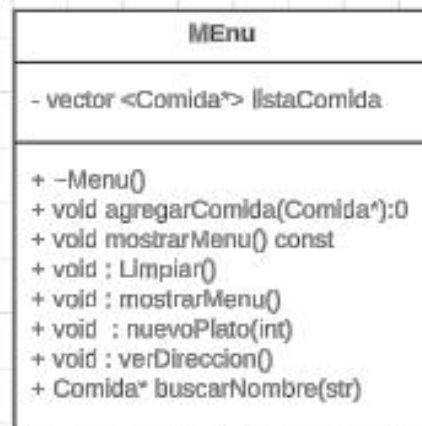 MEnu
- vector <Comida*> listaComida
+ ~Menu()
+ void agregarComida(Comida*):0
+ void mostrarMenu() const
+ void : Limpiar()
+ void : mostrarMenu()
+ void : nuevoPlato(int)
+ void : verDireccion()
+ Comida* buscarNombre(str)